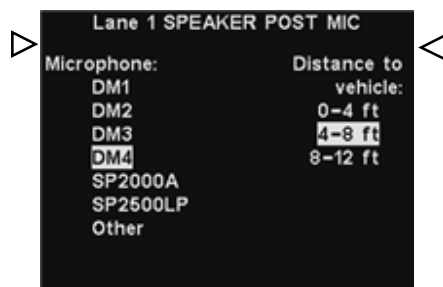 Lane 1 SPEAKER POST MIC
Microphone:
DM1
DM2
DM3
DM4
SP2000A
SP2500LP
Other
Distance to
vehicle:
0-4 ft
4-8 ft
8-12 ft